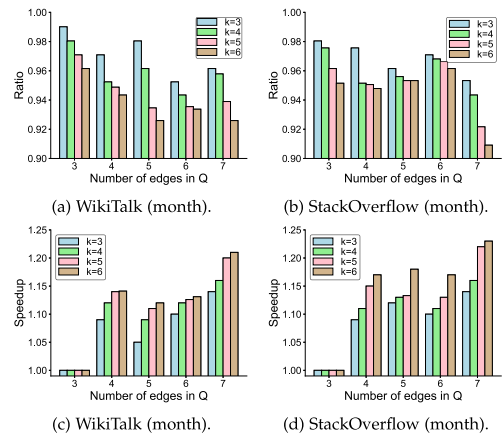 1.00
0.98
0.96
0.94
0.92
0.90
Ratio
k=3
k=4
k=5
k=6
3 4 5 6 7
Number of edges in Q
(a) WikiTalk (month).
1.00
0.98
0.96
0.94
0.92
0.90
Ratio
k=3
k=4
k=5
k=6
3 4 5 6 7
Number of edges in Q
(b) StackOverflow (month).
1.25
1.20
1.15
1.10
1.05
1.00
Speedup
k=3
k=4
k=5
k=6
3 4 5 6 7
Number of edges in Q
(c) WikiTalk (month).
1.25
1.20
1.15
1.10
1.05
1.00
Speedup
k=3
k=4
k=5
k=6
3 4 5 6 7
Number of edges in Q
(d) StackOverflow (month).